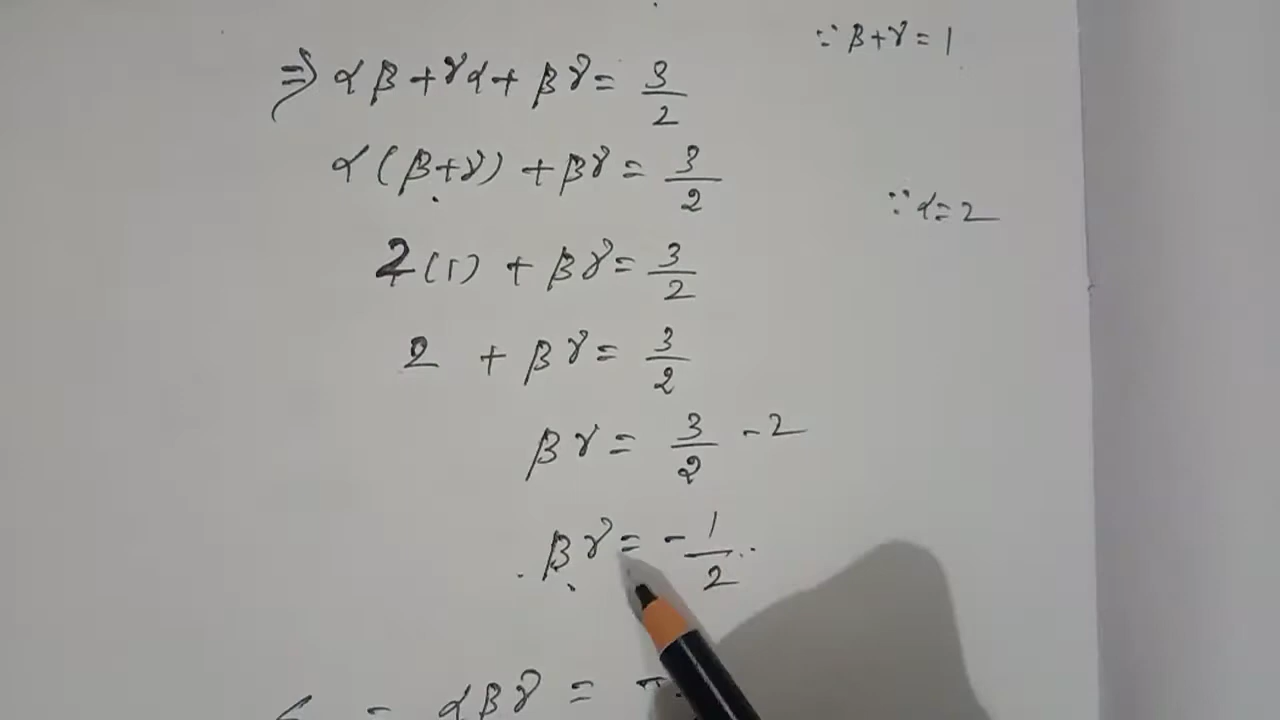 ∵ β+γ = 1
⇒ αβ + γα + βγ = 3/2
α(β+γ) + βγ = 3/2
∵ α = 2
2(1) + βγ = 3/2
2 + βγ = 3/2
βγ = 3/2 - 2
βγ = -1/2
= αβγ =